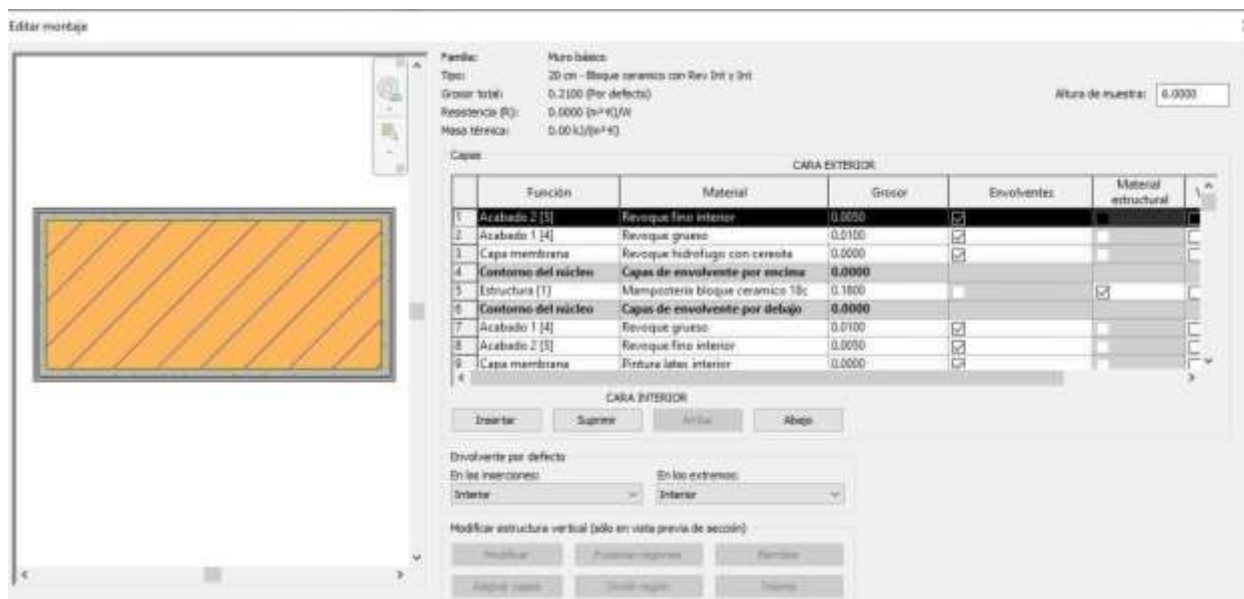 Editar montaje
Familia: Muro básico
Tipo: 20 cm - Bloque ceramico con Rev Int y Int
Grosor total: 0.2100 (Por defecto)
Altura de muestra: 6.0000
Resistencia (R): 0.0000 (m²·K)/W
Masa térmica: 0.00 kJ/(m²·K)
Capas
CARA EXTERIOR
Función Material Grosor Envolventes Material estructural
1 Acabado 2 [5] Revoque fino interior 0.0050
2 Acabado 1 [4] Revoque grueso 0.0100
3 Capa membrana Revoque hidrofugo con ceresita 0.0000
4 Contorno del núcleo Capas de envolvente por encima 0.0000
5 Estructura [1] Mamposteria bloque ceramico 18c 0.1800
6 Contorno del núcleo Capas de envolvente por debajo 0.0000
7 Acabado 1 [4] Revoque grueso 0.0100
8 Acabado 2 [5] Revoque fino interior 0.0050
9 Capa membrana Pintura latex interior 0.0000
CARA INTERIOR
Insertar Suprimir Arriba Abajo
Envolvente por defecto
En las inserciones: En los extremos:
Interior Interior
Modificar estructura vertical (sólo en vista previa de sección)
Modificar Fusionar regiones Barridos
Asignar capas Dividir región Telares